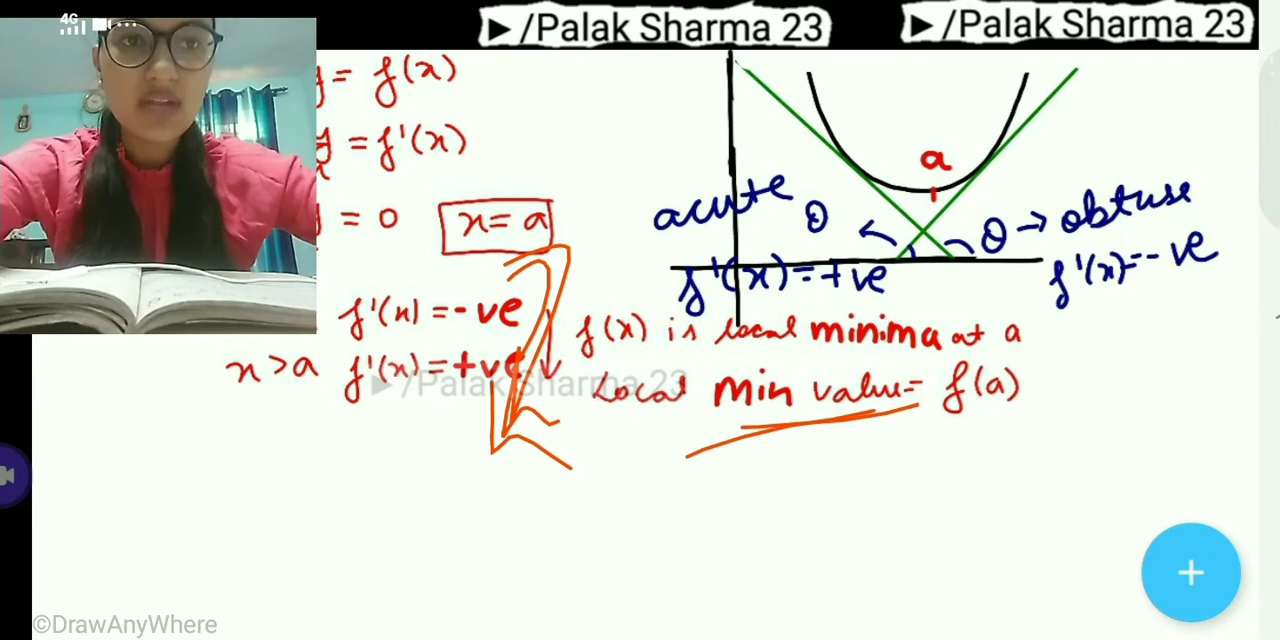 4G
▶/Palak Sharma 23 ▶/Palak Sharma 23
= f(x)
= f'(x)
x
= 0 x = a
a
acute θ
θ → obtuse
f'(x) = +ve
f'(x) = -ve
f'(x) = -ve
x > a f'(x) = +ve
f(x) is local minima at a
▶/Palak Sharma 23
Local min value = f(a)
+
©DrawAnyWhere